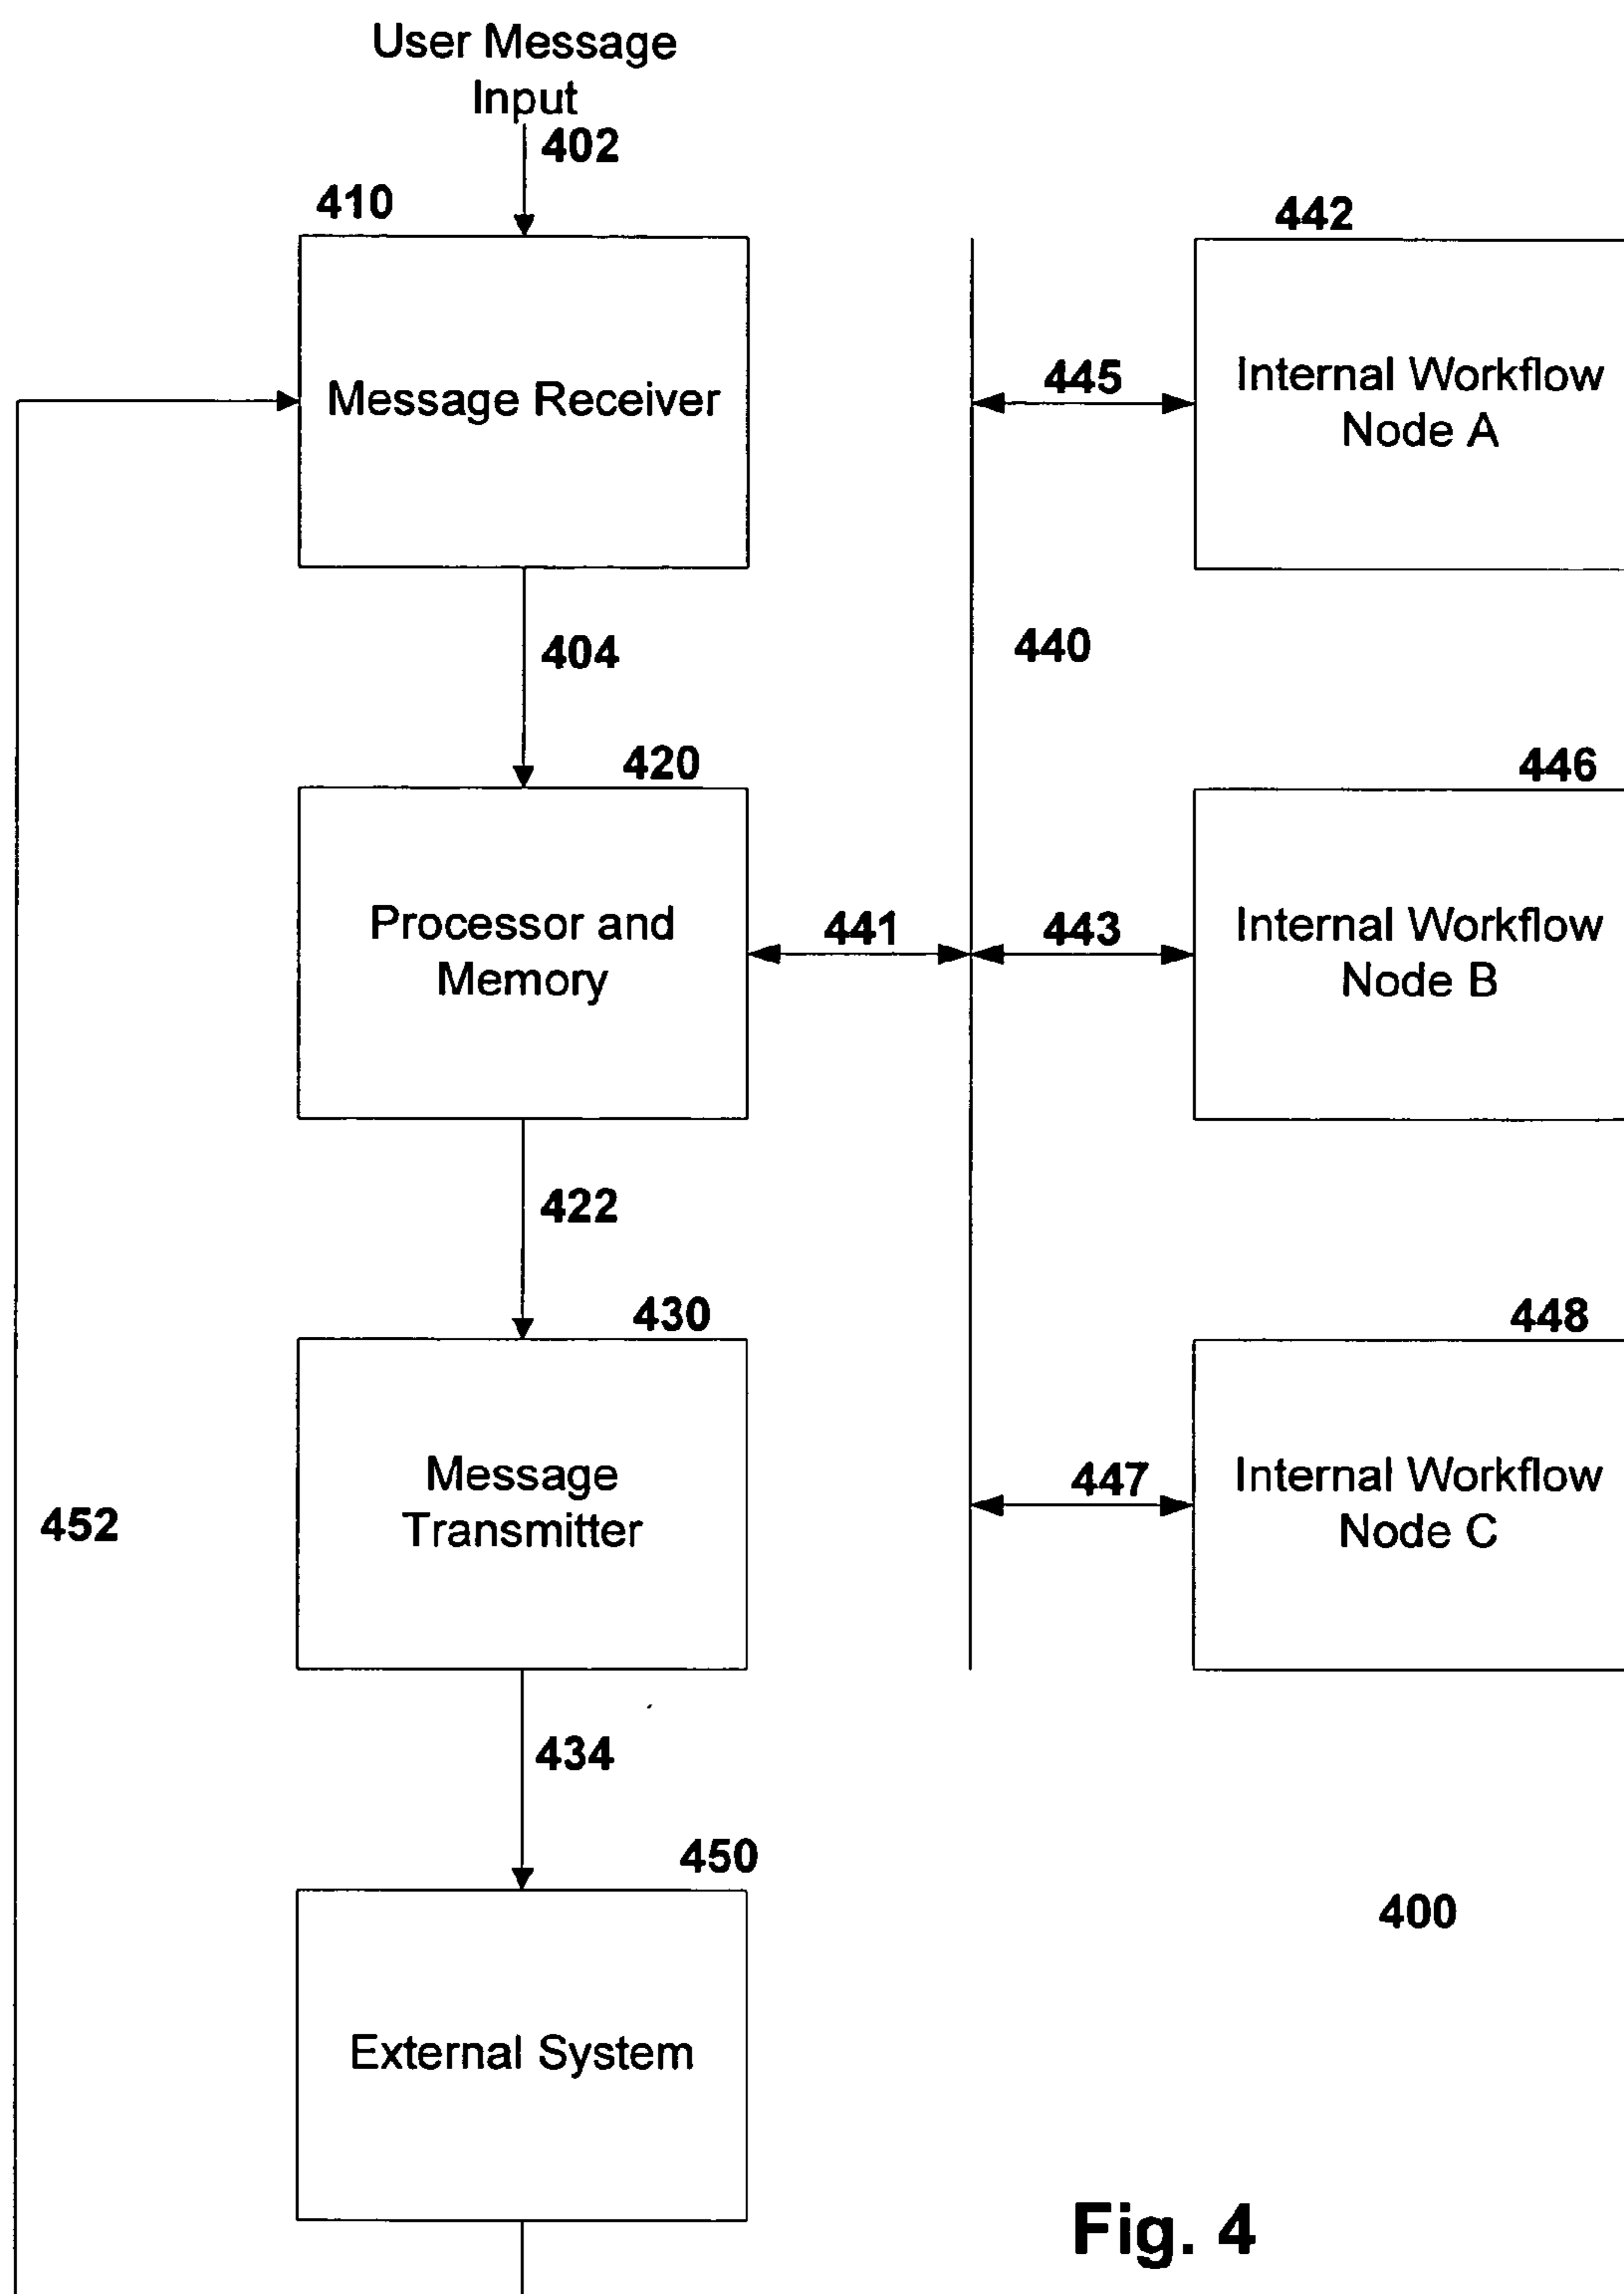 User Message
Input
402
410
442
Message Receiver
445
Internal Workflow
Node A
404
440
420
446
Processor and
Memory
441
443
Internal Workflow
Node B
422
430
448
Message
Transmitter
447
Internal Workflow
Node C
452
434
450
400
External System
Fig. 4